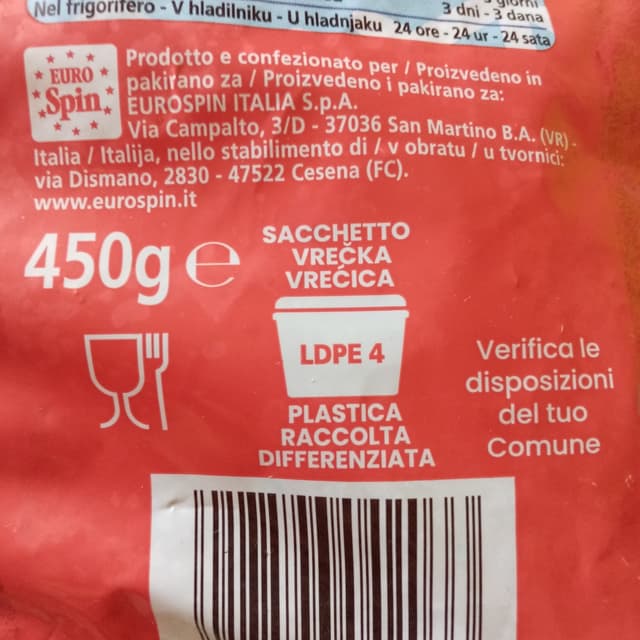 3 giorni
Nel frigorifero - V hladilniku - U hladnjaku 3 dni - 3 dana
24 ore - 24 ur - 24 sata
EURO
Spin
Prodotto e confezionato per / Proizvedeno in
pakirano za / Proizvedeno i pakirano za:
EUROSPIN ITALIA S.p.A.
Via Campalto, 3/D - 37036 San Martino B.A. (VR) -
Italia / Italija, nello stabilimento di / v obratu / u tvornici:
via Dismano, 2830 - 47522 Cesena (FC).
www.eurospin.it
450g e
SACCHETTO
VREČKA
VREĆICA
LDPE 4
PLASTICA
RACCOLTA
DIFFERENZIATA
Verifica le
disposizioni
del tuo
Comune